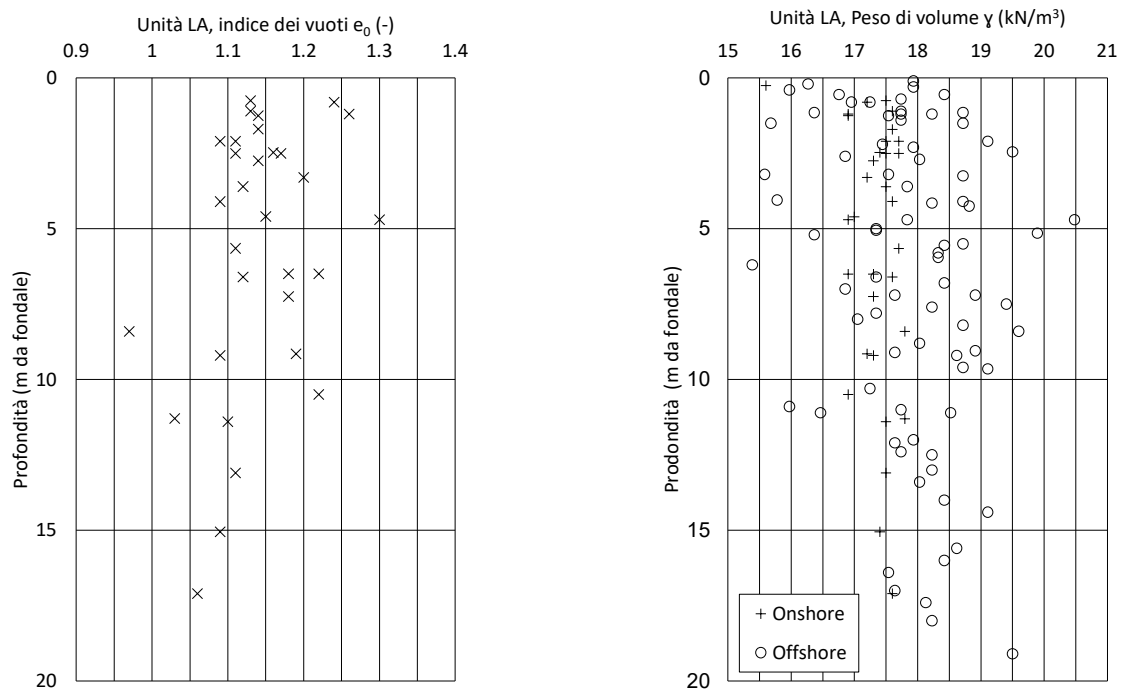 Unità LA, indice dei vuoti e₀ (-)
0.9 1 1.1 1.2 1.3 1.4
0
5
10
15
20
Profondità (m da fondale)
Unità LA, Peso di volume ɣ (kN/m³)
15 16 17 18 19 20 21
0
5
10
15
20
Prodondità (m da fondale)
Onshore
Offshore